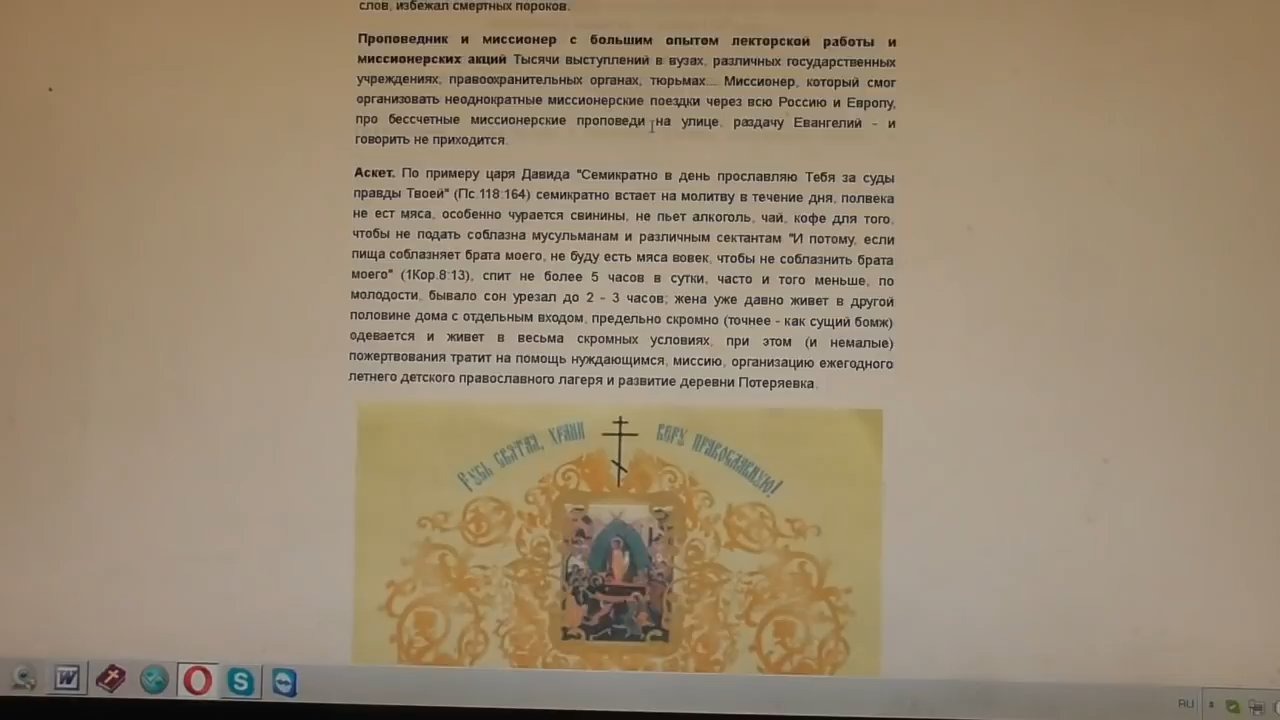 слов, избежал смертных пороков.
Проповедник и миссионер с большим опытом лекторской работы и
миссионерских акций Тысячи выступлений в вузах, различных государственных
учреждениях, правоохранительных органах, тюрьмах... Миссионер, который смог
организовать неоднократные миссионерские поездки через всю Россию и Европу,
про бессчетные миссионерские проповеди на улице, раздачу Евангелий - и
говорить не приходится.
Аскет. По примеру царя Давида "Семикратно в день прославляю Тебя за суды
правды Твоей" (Пс.118:164) семикратно встает на молитву в течение дня, полвека
не ест мяса, особенно чурается свинины, не пьет алкоголь, чай, кофе для того,
чтобы не подать соблазна мусульманам и различным сектантам "И потому, если
пища соблазняет брата моего, не буду есть мяса вовек, чтобы не соблазнить брата
моего" (1Кор.8:13), спит не более 5 часов в сутки, часто и того меньше, по
молодости, бывало сон урезал до 2 - 3 часов; жена уже давно живет в другой
половине дома с отдельным входом, предельно скромно (точнее - как сущий бомж)
одевается и живет в весьма скромных условиях, при этом (и немалые)
пожертвования тратит на помощь нуждающимся, миссию, организацию ежегодного
летнего детского православного лагеря и развитие деревни Потеряевка.
Русь святая, храни веру православную!
RU